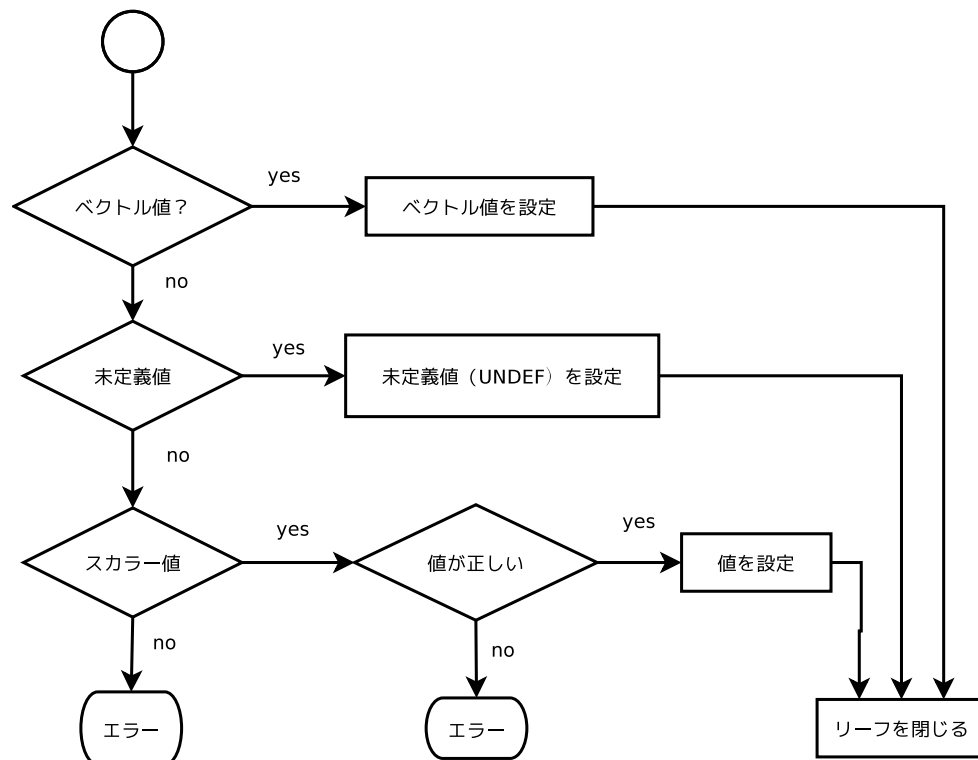 yes
ベクトル値？
ベクトル値を設定
no
yes
未定義値
未定義値（UNDEF）を設定
no
yes
yes
スカラー値
値が正しい
値を設定
no
no
エラー
エラー
リーフを閉じる